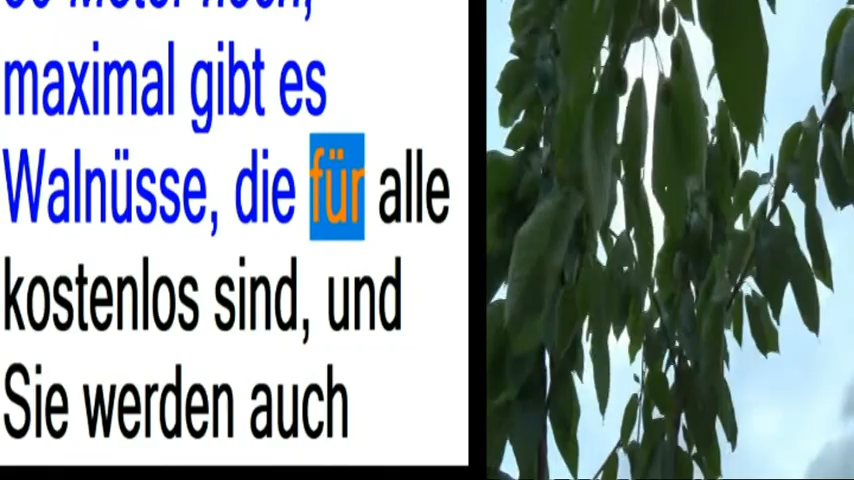 maximal gibt es
Walnüsse, die für alle
kostenlos sind, und
Sie werden auch